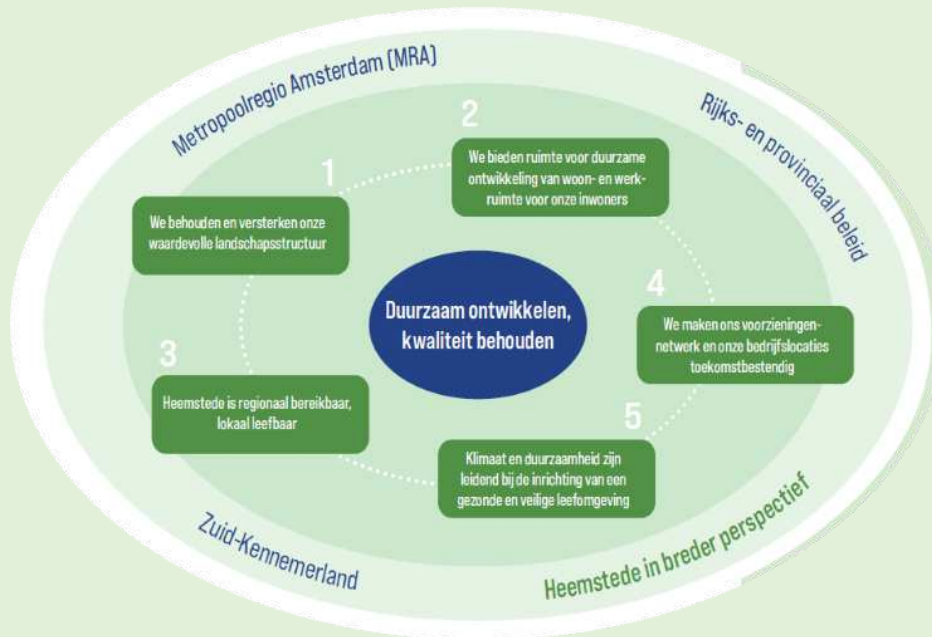 Metropoolregio Amsterdam (MRA)
Rijks- en provinciaal beleid
1
We behouden en versterken onze
waardevolle landschapsstructuur
2
We bieden ruimte voor duurzame
ontwikkeling van woon- en werk-
ruimte voor onze inwoners
Duurzaam ontwikkelen,
kwaliteit behouden
3
Heemstede is regionaal bereikbaar,
lokaal leefbaar
4
We maken ons voorzieningen-
netwerk en onze bedrijfslocaties
toekomstbestendig
5
Klimaat en duurzaamheid zijn
leidend bij de inrichting van een
gezonde en veilige leefomgeving
Zuid-Kennemerland
Heemstede in breder perspectief